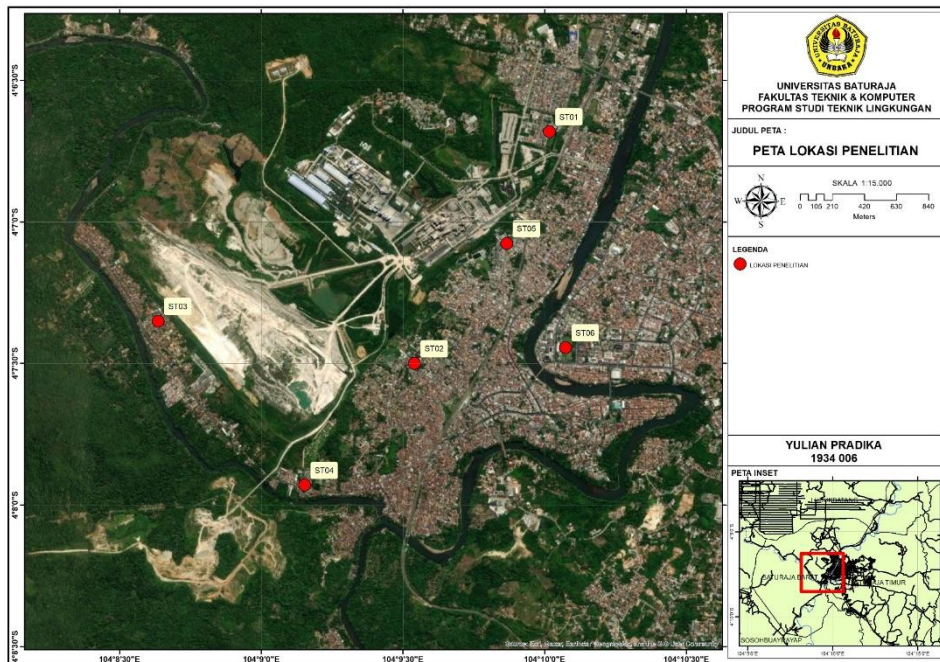 4°6'30"S
4°7'0"S
4°7'30"S
4°8'0"S
4°8'30"S
ST01
ST05
ST03
ST06
ST02
ST04
104°8'30"E
104°9'0"E
104°9'30"E
104°10'0"E
104°10'30"E
UNIVERSITAS BATURAJA
FAKULTAS TEKNIK & KOMPUTER
PROGRAM STUDI TEKNIK LINGKUNGAN
JUDUL PETA :
PETA LOKASI PENELITIAN
N
W E
S
SKALA 1:15.000
0 105 210 420 630 840
Meters
LEGENDA
LOKASI PENELITIAN
YULIAN PRADIKA
1934 006
PETA INSET
BATURAJA BARAT